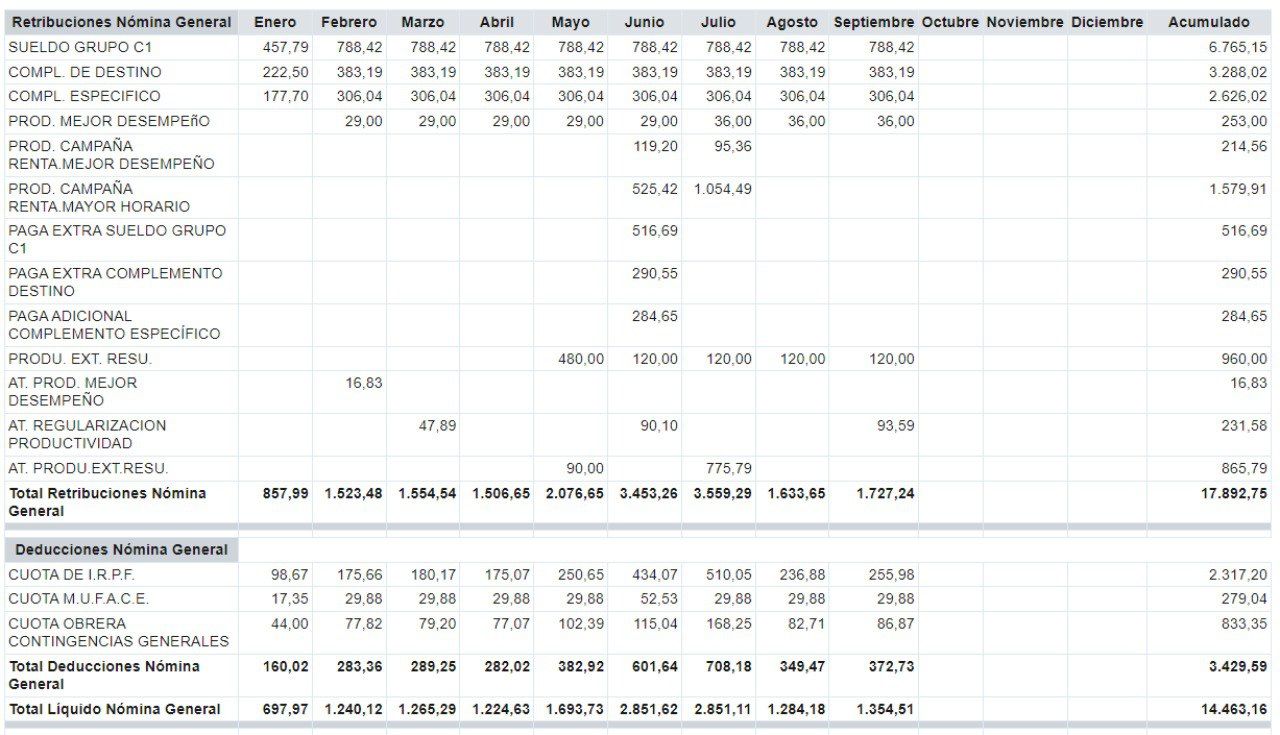 Retribuciones Nómina General Enero Febrero Marzo Abril Mayo Junio Julio Agosto Septiembre Octubre Noviembre Diciembre Acumulado
SUELDO GRUPO C1 457,79 788,42 788,42 788,42 788,42 788,42 788,42 788,42 788,42 6.765,15
COMPL. DE DESTINO 222,50 383,19 383,19 383,19 383,19 383,19 383,19 383,19 383,19 3.288,02
COMPL. ESPECIFICO 177,70 306,04 306,04 306,04 306,04 306,04 306,04 306,04 306,04 2.626,02
PROD. MEJOR DESEMPEñO 29,00 29,00 29,00 29,00 29,00 36,00 36,00 36,00 253,00
PROD. CAMPAÑA 119,20 95,36 214,56
RENTA.MEJOR DESEMPEÑO
PROD. CAMPAÑA 525,42 1.054,49 1.579,91
RENTA.MAYOR HORARIO
PAGA EXTRA SUELDO GRUPO 516,69 516,69
C1
PAGA EXTRA COMPLEMENTO 290,55 290,55
DESTINO
PAGA ADICIONAL 284,65 284,65
COMPLEMENTO ESPECÍFICO
PRODU. EXT. RESU. 480,00 120,00 120,00 120,00 120,00 960,00
AT. PROD. MEJOR 16,83 16,83
DESEMPEÑO
AT. REGULARIZACION 47,89 90,10 93,59 231,58
PRODUCTIVIDAD
AT. PRODU.EXT.RESU. 90,00 775,79 865,79
Total Retribuciones Nómina 857,99 1.523,48 1.554,54 1.506,65 2.076,65 3.453,26 3.559,29 1.633,65 1.727,24 17.892,75
General
Deducciones Nómina General
CUOTA DE I.R.P.F. 98,67 175,66 180,17 175,07 250,65 434,07 510,05 236,88 255,98 2.317,20
CUOTA M.U.F.A.C.E. 17,35 29,88 29,88 29,88 29,88 52,53 29,88 29,88 29,88 279,04
CUOTA OBRERA 44,00 77,82 79,20 77,07 102,39 115,04 168,25 82,71 86,87 833,35
CONTINGENCIAS GENERALES
Total Deducciones Nómina 160,02 283,36 289,25 282,02 382,92 601,64 708,18 349,47 372,73 3.429,59
General
Total Líquido Nómina General 697,97 1.240,12 1.265,29 1.224,63 1.693,73 2.851,62 2.851,11 1.284,18 1.354,51 14.463,16